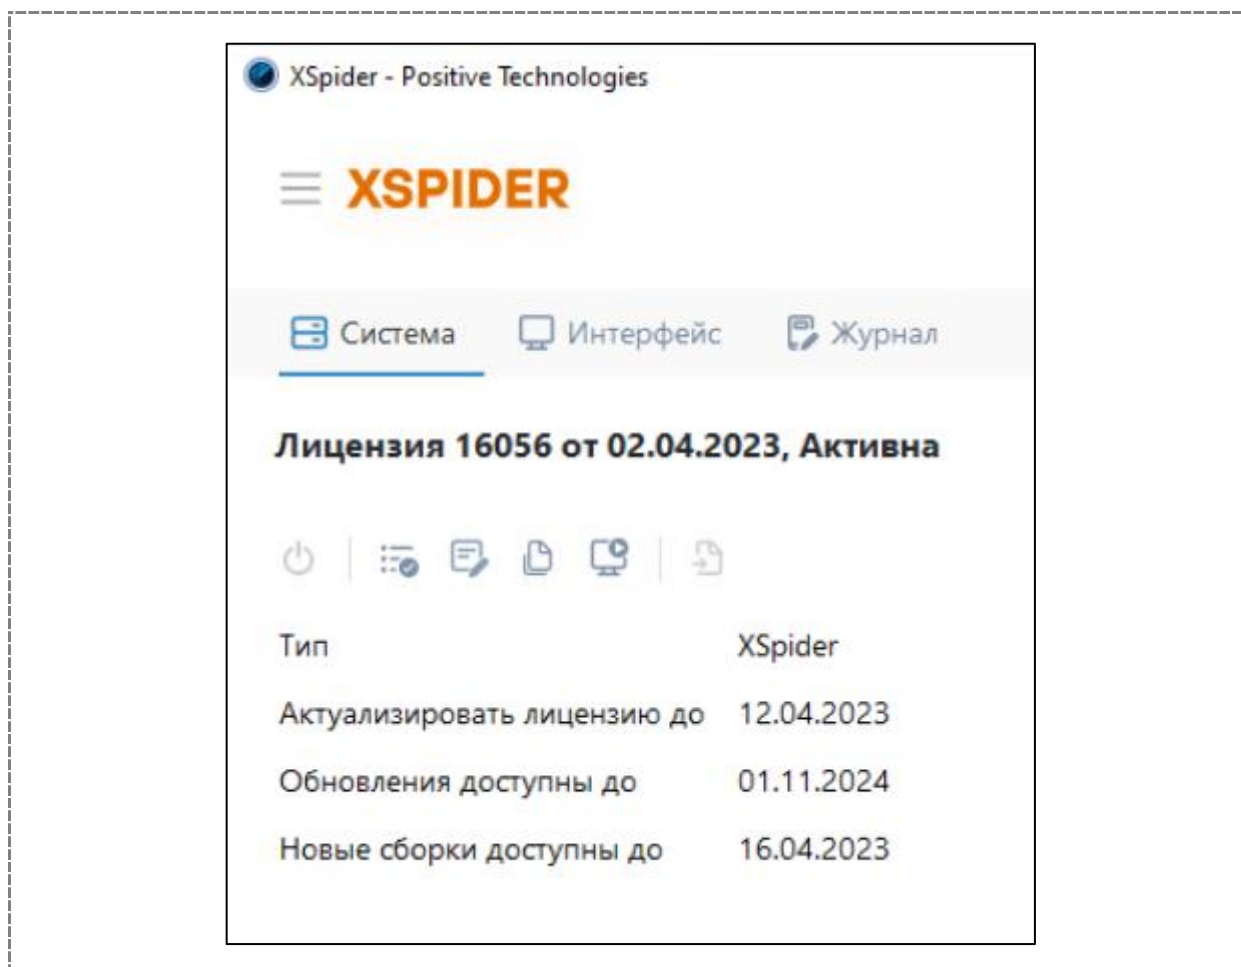 XSpider - Positive Technologies
XSPIDER
Система Интерфейс Журнал
Лицензия 16056 от 02.04.2023, Активна
Тип XSpider
Актуализировать лицензию до 12.04.2023
Обновления доступны до 01.11.2024
Новые сборки доступны до 16.04.2023